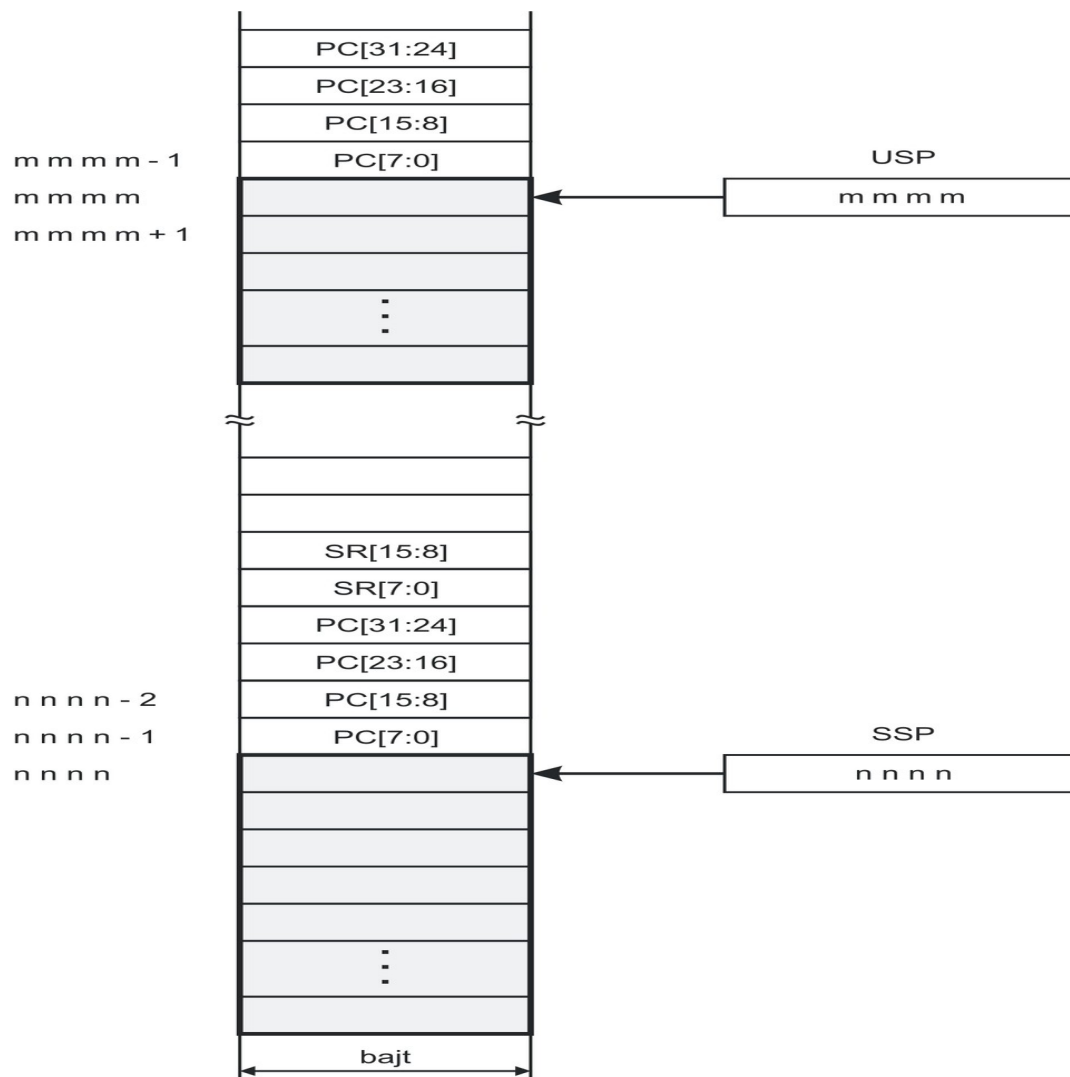 PC[31:24]
PC[23:16]
PC[15:8]
m m m m - 1 PC[7:0] USP
m m m m m m m m
m m m m + 1
SR[15:8]
SR[7:0]
PC[31:24]
PC[23:16]
n n n n - 2 PC[15:8]
n n n n - 1 PC[7:0] SSP
n n n n n n n n
bajt